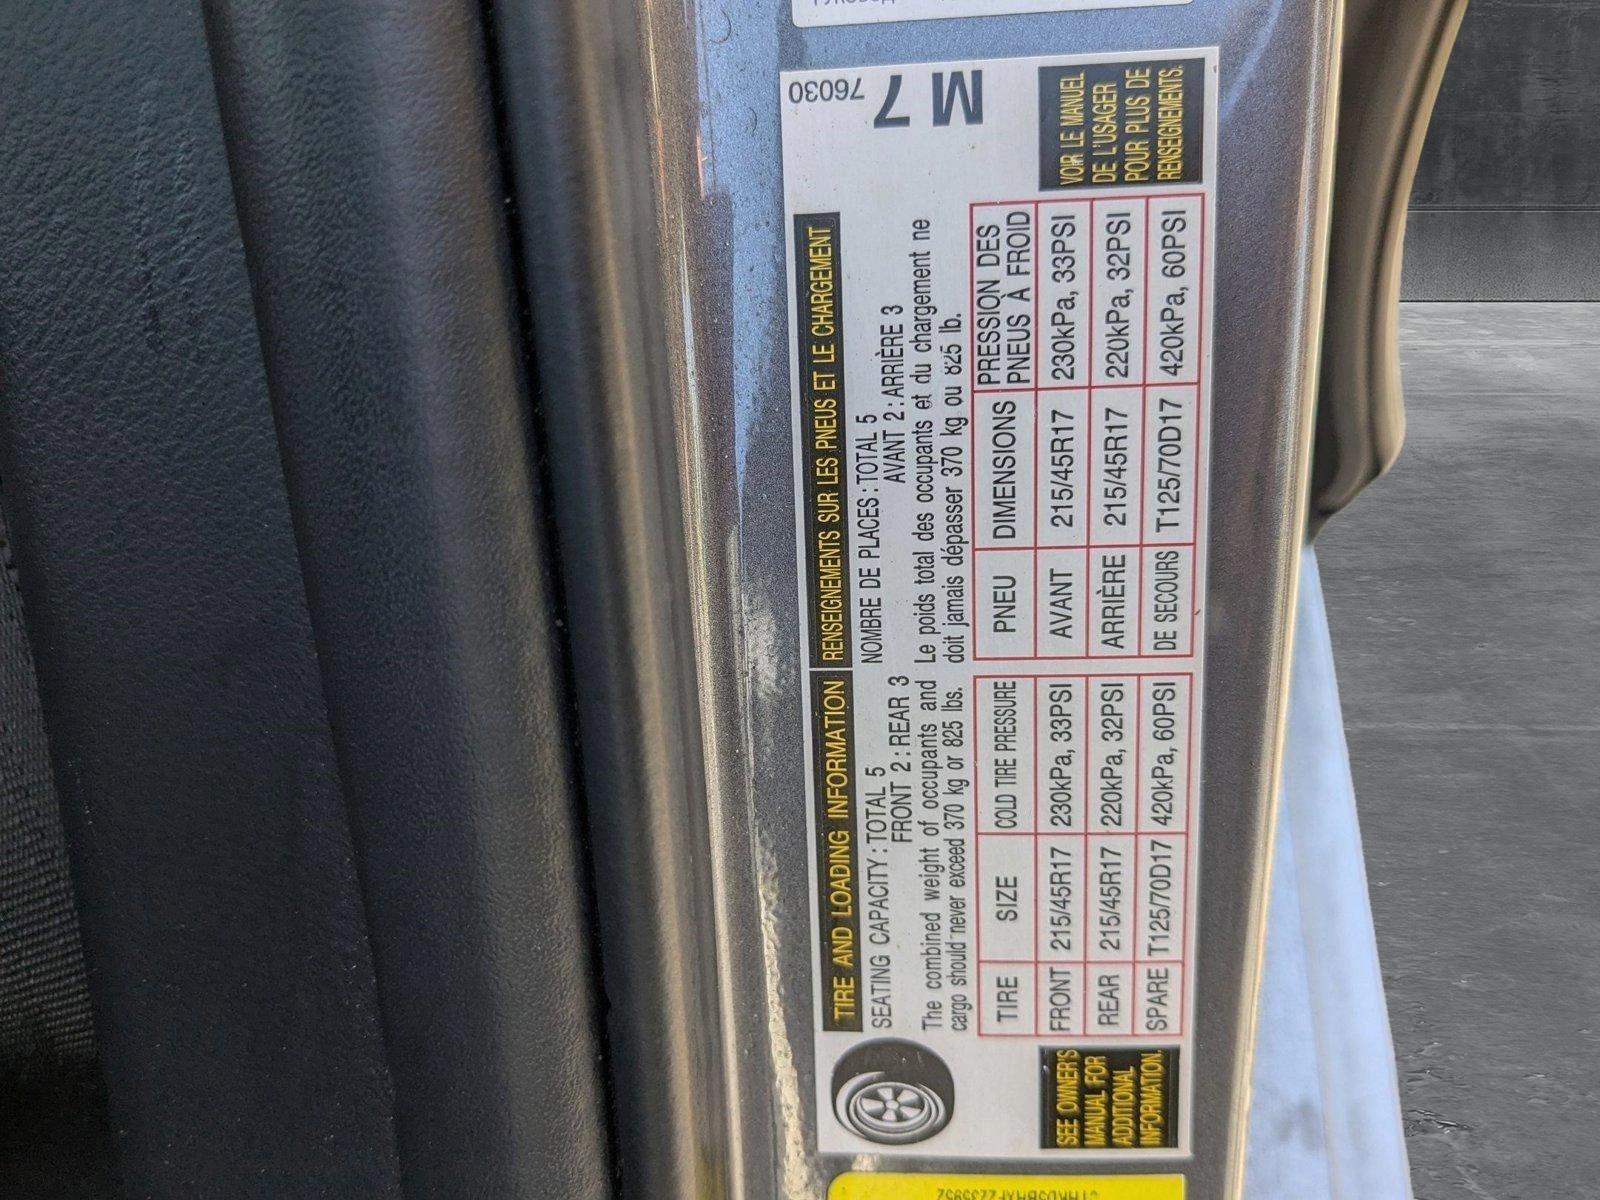 TIRE AND LOADING INFORMATION
SEATING CAPACITY : TOTAL 5
FRONT 2 : REAR 3
The combined weight of occupants and
cargo should never exceed 370 kg or 825 lbs.
TIRE SIZE COLD TIRE PRESSURE
FRONT 215/45R17 230kPa, 33PSI
REAR 215/45R17 220kPa, 32PSI
SPARE T125/70D17 420kPa, 60PSI
SEE OWNER'S
MANUAL FOR
ADDITIONAL
INFORMATION.
RENSEIGNEMENTS SUR LES PNEUS ET LE CHARGEMENT
NOMBRE DE PLACES : TOTAL 5
AVANT 2 : ARRIÈRE 3
Le poids total des occupants et du chargement ne
doit jamais dépasser 370 kg ou 825 lb.
PNEU DIMENSIONS PRESSION DES
PNEUS À FROID
AVANT 215/45R17 230kPa, 33PSI
ARRIÈRE 215/45R17 220kPa, 32PSI
DE SECOURS T125/70D17 420kPa, 60PSI
VOIR LE MANUEL
DE L'USAGER
POUR PLUS DE
RENSEIGNEMENTS.
76030
M 7